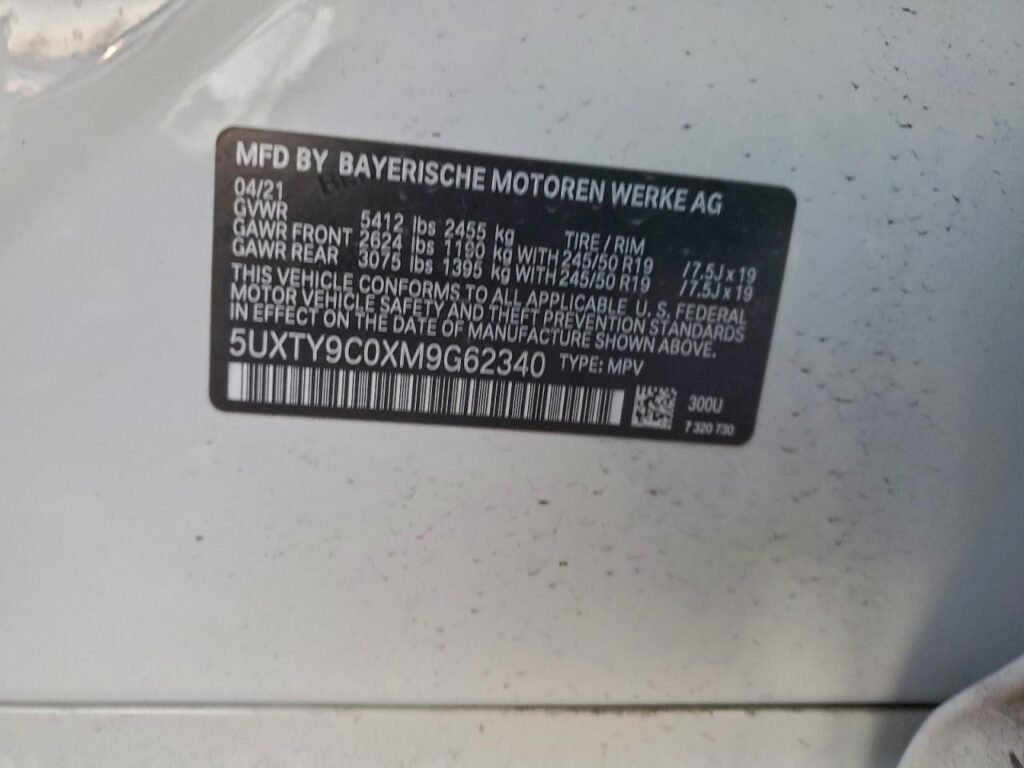 MFD BY BAYERISCHE MOTOREN WERKE AG
04/21
GVWR 5412 lbs 2455 kg TIRE / RIM
GAWR FRONT 2624 lbs 1190 kg WITH 245/50 R19 /7.5J x 19
GAWR REAR 3075 lbs 1395 kg WITH 245/50 R19 /7.5J x 19
THIS VEHICLE CONFORMS TO ALL APPLICABLE U. S. FEDERAL
MOTOR VEHICLE SAFETY AND THEFT PREVENTION STANDARDS
IN EFFECT ON THE DATE OF MANUFACTURE SHOWN ABOVE.
5UXTY9C0XM9G62340 TYPE: MPV
300U
7 320 730